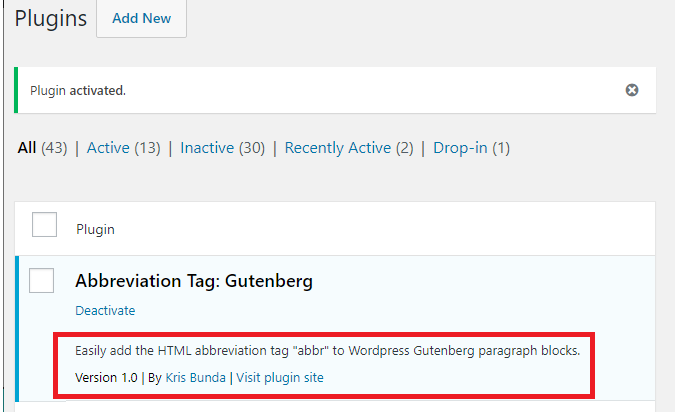 Plugins Add New
Plugin activated.
All (43) | Active (13) | Inactive (30) | Recently Active (2) | Drop-in (1)
Plugin
Abbreviation Tag: Gutenberg
Deactivate
Easily add the HTML abbreviation tag "abbr" to Wordpress Gutenberg paragraph blocks.
Version 1.0 | By Kris Bunda | Visit plugin site